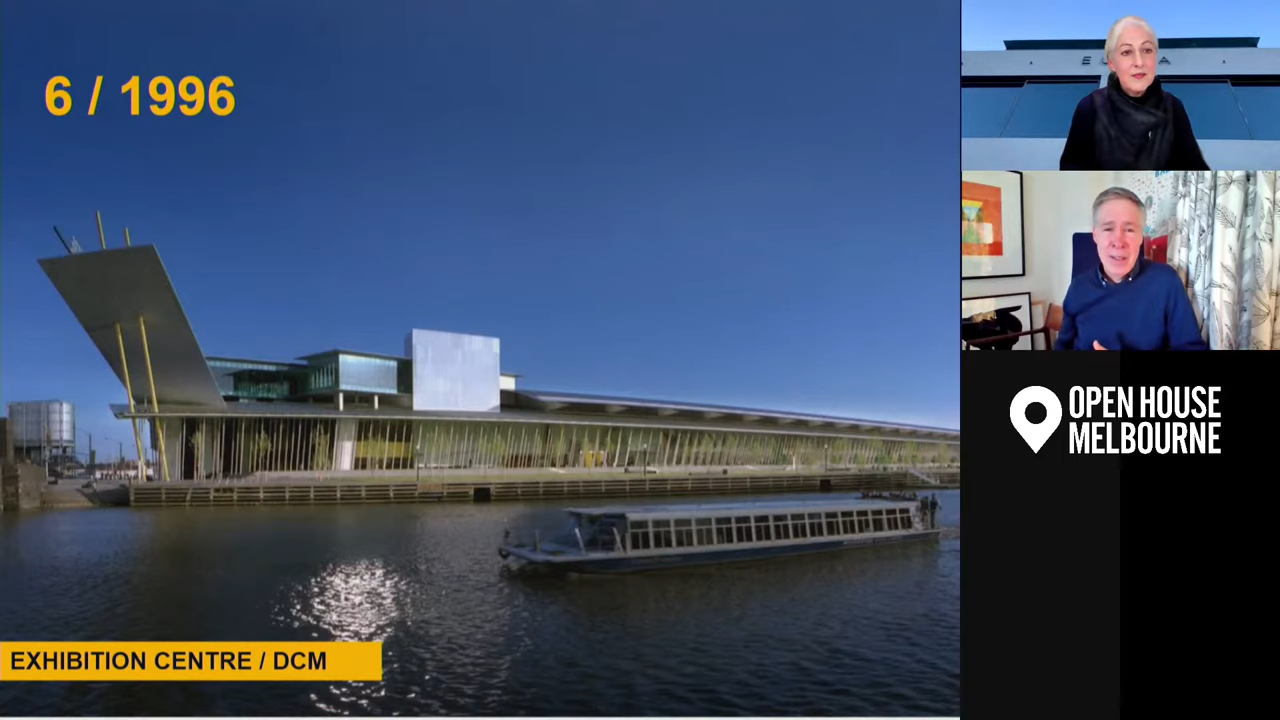 6 / 1996
EXHIBITION CENTRE / DCM
OPEN HOUSE
MELBOURNE